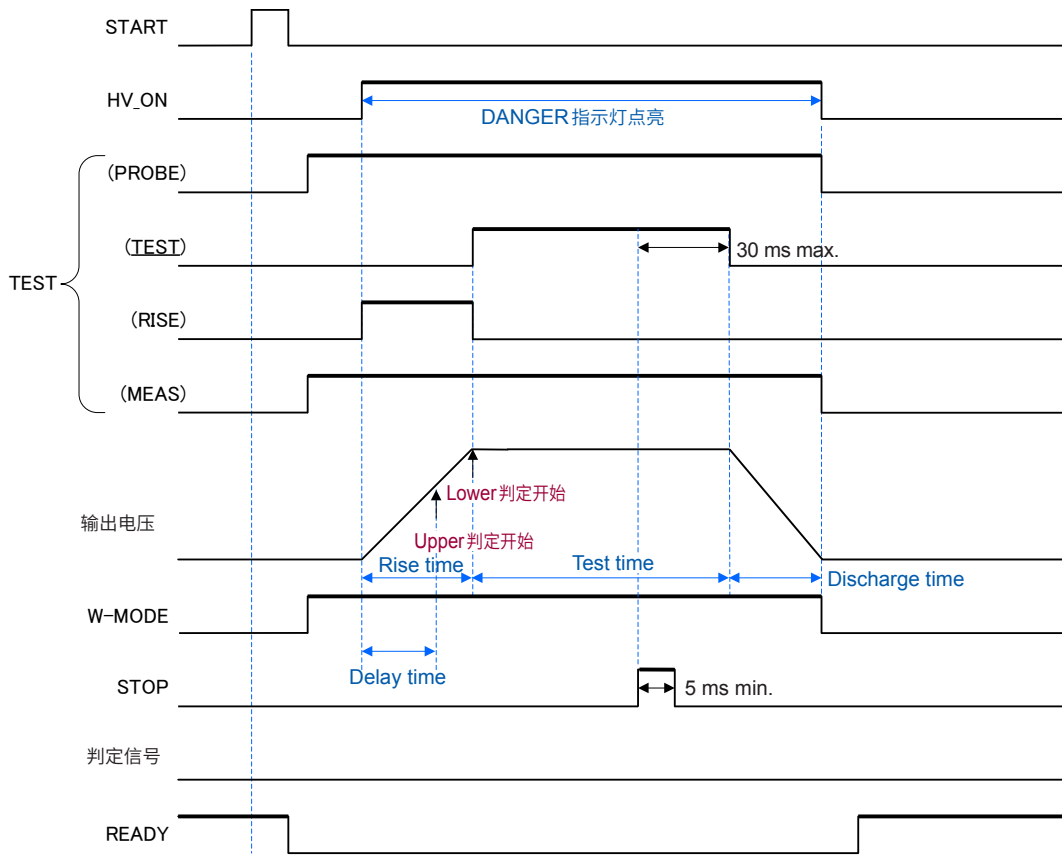 START
HV_ON
DANGER指示灯点亮
(PROBE)
(TEST)
30 ms max.
TEST
(RISE)
(MEAS)
Lower判定开始
输出电压
Upper判定开始
Rise time
Test time
Discharge time
W-MODE
Delay time
STOP
5 ms min.
判定信号
READY